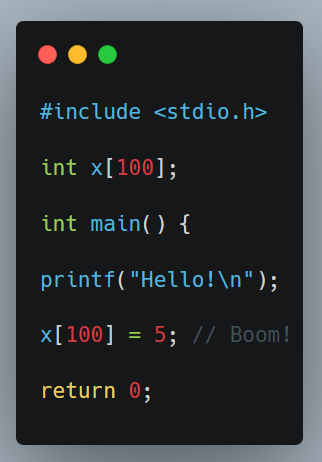 #include <stdio.h>
int x[100];
int main() {
printf("Hello!\n");
x[100] = 5; // Boom!
return 0;